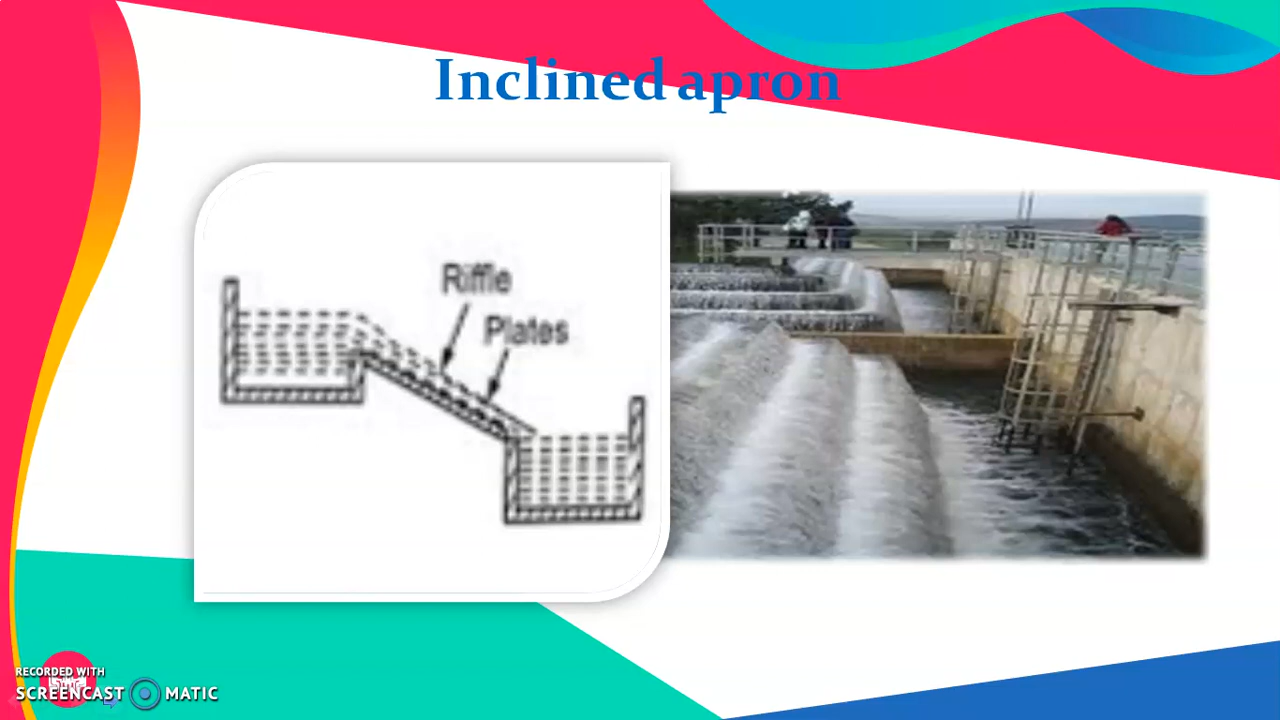 Inclined apron
Riffle
Plates
RECORDED WITH
SCREENCAST MATIC